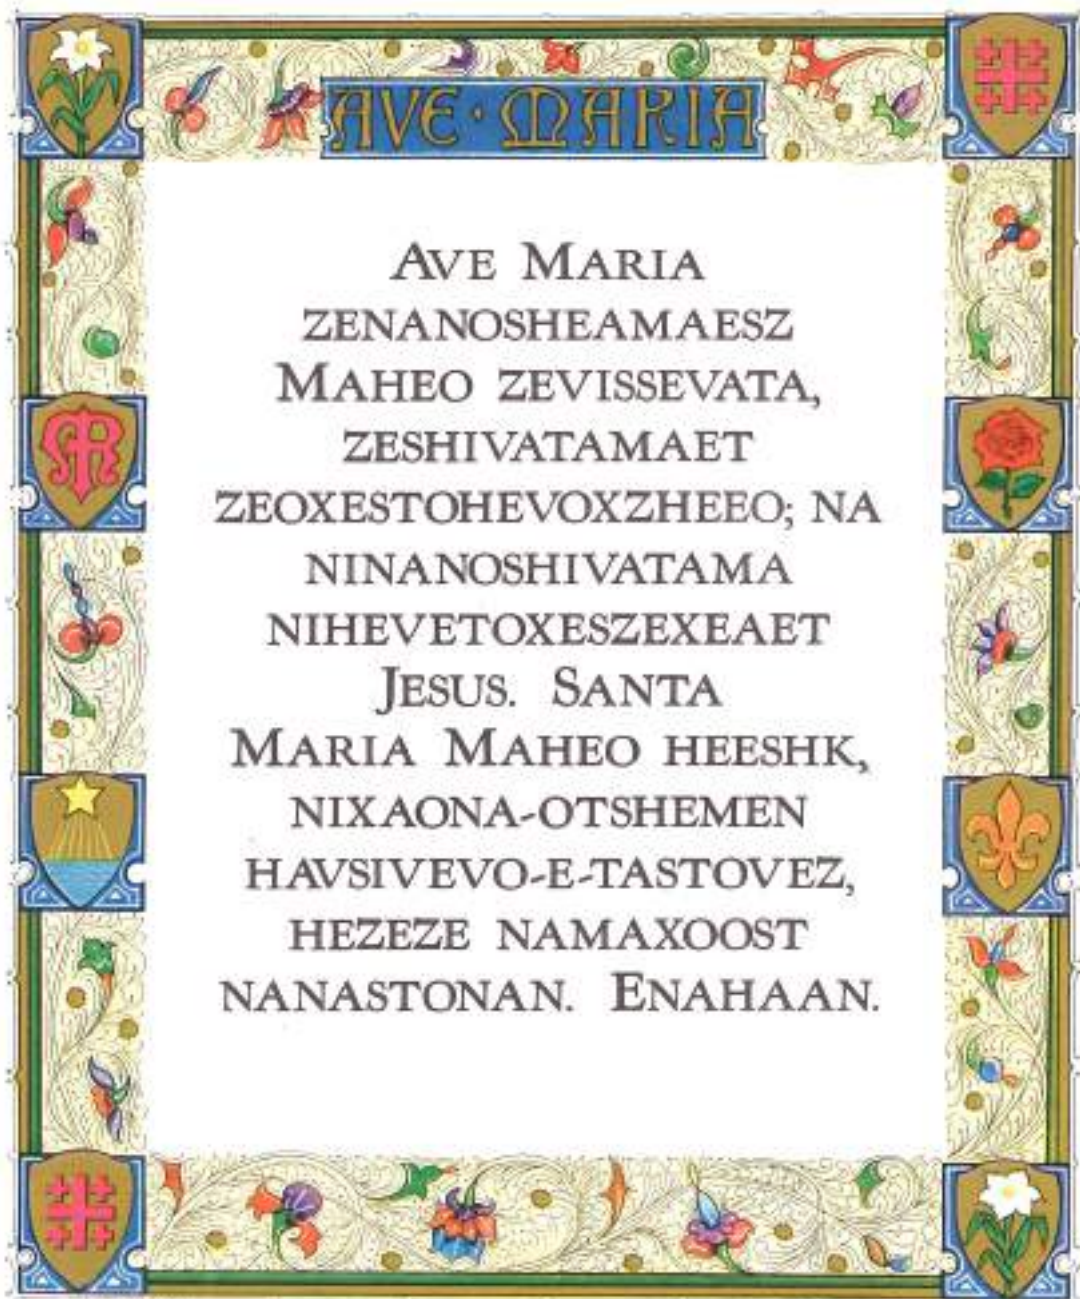 AVE · MARIA
AVE MARIA
ZENANOSHEAMAESZ
MAHEO ZEVISSEVATA,
ZESHIVATAMAET
ZEOXESTOHEVOXZHEEO; NA
NINANOSHIVATAMA
NIHEVETOXESZEXEAET
JESUS. SANTA
MARIA MAHEO HEESHK,
NIXAONA-OTSHEMEN
HAVSIVEVO-E-TASTOVEZ,
HEZEZE NAMAXOOST
NANASTONAN. ENAHAAN.